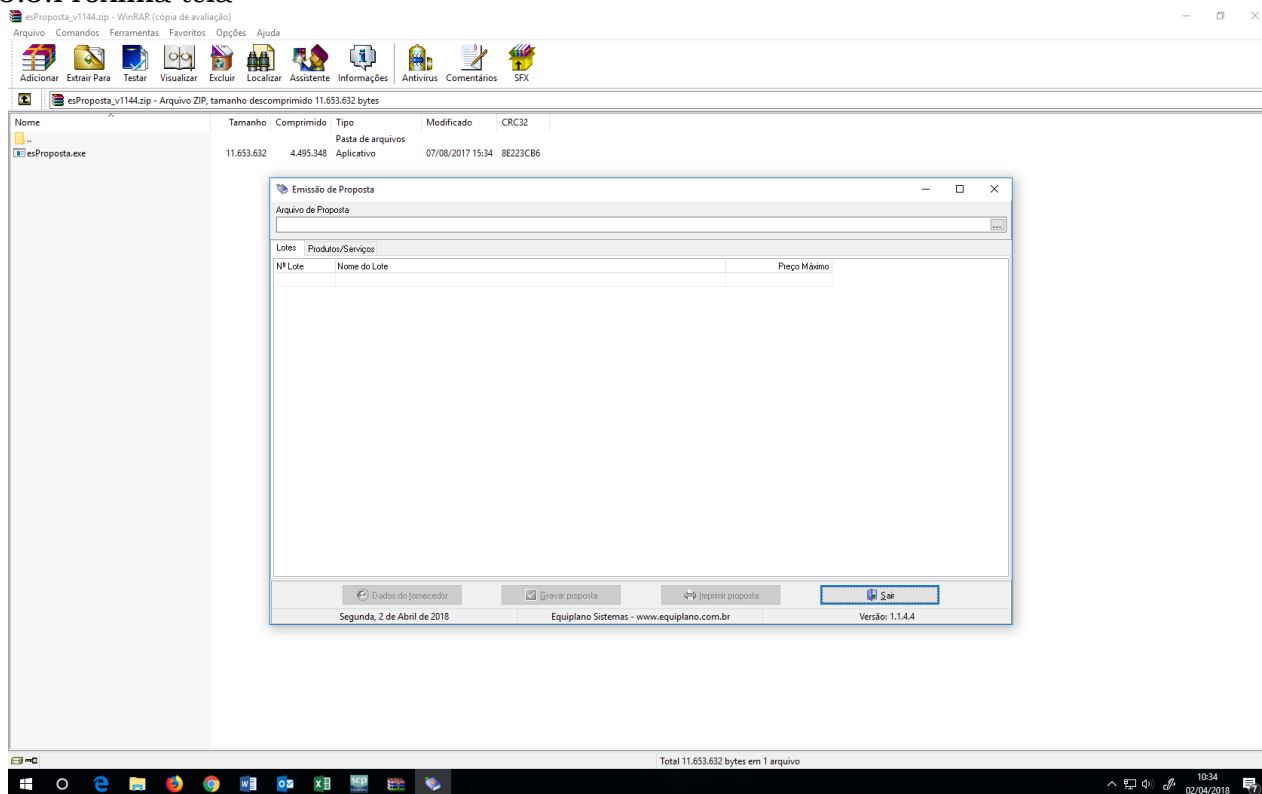 esProposta_v1144.zip - WinRAR (cópia de avaliação)
Arquivo Comandos Ferramentas Favoritos Opções Ajuda
Adicionar Extrair Para Testar Visualizar Excluir Localizar Assistente Informações Antivírus Comentários SFX
esProposta_v1144.zip - Arquivo ZIP, tamanho descomprimido 11.653.632 bytes
Nome Tamanho Comprimido Tipo Modificado CRC32
.. Pasta de arquivos
esProposta.exe 11.653.632 4.495.348 Aplicativo 07/08/2017 15:34 8E223CB6
Emissão de Proposta
Arquivo de Proposta
...
Lotes Produtos/Serviços
Nº Lote Nome do Lote Preço Máximo
Dados do fornecedor Gravar proposta Imprimir proposta Sair
Segunda, 2 de Abril de 2018 Equiplano Sistemas - www.equiplano.com.br Versão: 1.1.4.4
Total 11.653.632 bytes em 1 arquivo
10:34
02/04/2018